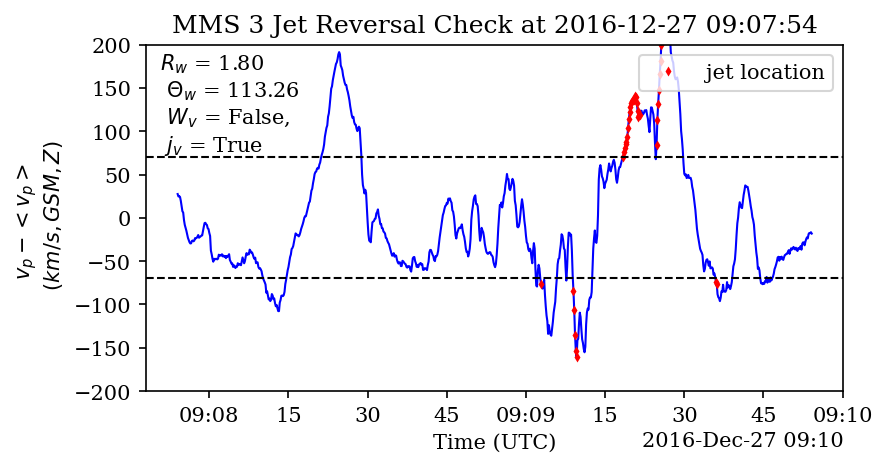 MMS 3 Jet Reversal Check at 2016-12-27 09:07:54
200
150
100
50
0
−50
−100
−150
−200
v_p − < v_p >
(km/s, GSM, Z)
R_w = 1.80
Θ_w = 113.26
W_v = False,
j_v = True
jet location
09:08 15 30 45 09:09 15 30 45 09:10
Time (UTC)
2016-Dec-27 09:10